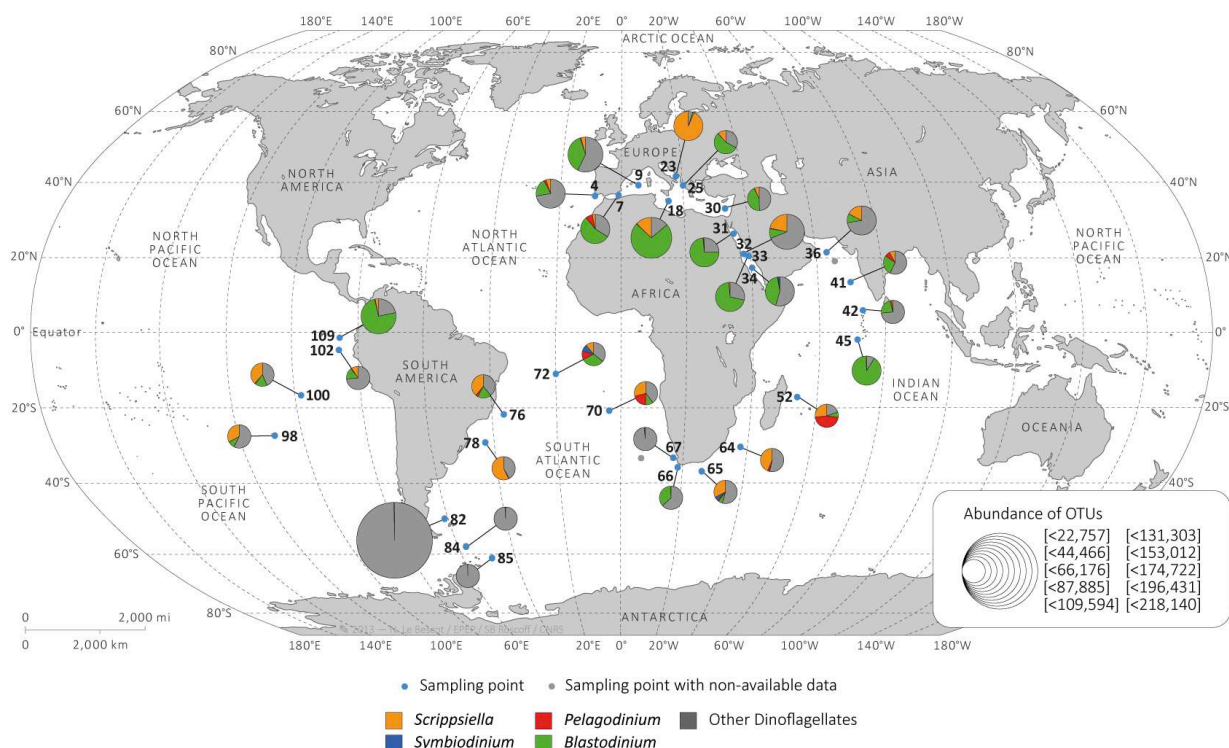 180°E 140°E 100°W 60°W 20°W 0° 20°E 60°E 100°W 140°W 180°W
ARCTIC OCEAN
80°N 80°N
60°N 60°N
EUROPE
23
NORTH
AMERICA
ASIA
40°N 40°N
4 9 25
7 18 30
31
NORTH
PACIFIC
OCEAN
NORTH
ATLANTIC
OCEAN
32
33
36
NORTH
PACIFIC
OCEAN
20°N 20°N
34
41
AFRICA
42
109
0° Equator 0°
102
45
SOUTH
AMERICA
72
INDIAN
OCEAN
100
52
70
20°S 76 20°S
98
OCEANIA
78
67
64
SOUTH
ATLANTIC
OCEAN
66 65
40°S 40°S
SOUTH
PACIFIC
OCEAN
82
84
85
60°S 60°S
Abundance of OTUs
[<22,757] [<131,303]
[<44,466] [<153,012]
[<66,176] [<174,722]
[<87,885] [<196,431]
[<109,594] [<218,140]
80°S
ANTARCTICA
0 2,000 mi
0 2,000 km
180°E 140°E 100°W 60°W 20°E 0° 20°E 60°E 100°W 140°W 180°W
Sampling point Sampling point with non-available data
Scrippsiella Pelagodinium Other Dinoflagellates
Symbiodinium Blastodinium